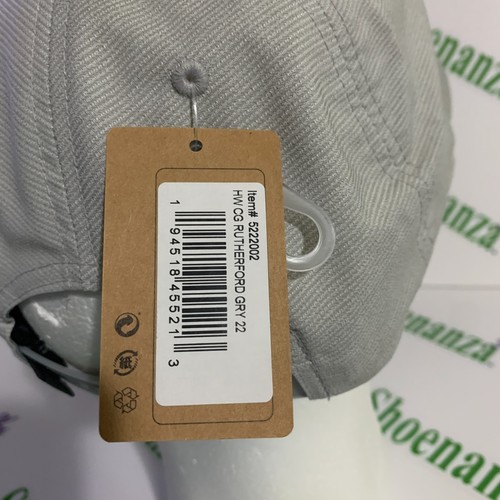 Item# 5222002
HW CG RUTHERFORD GRY 22
1 94518 45521 3
Shoenanza
Shoenanza®
Shoenanza